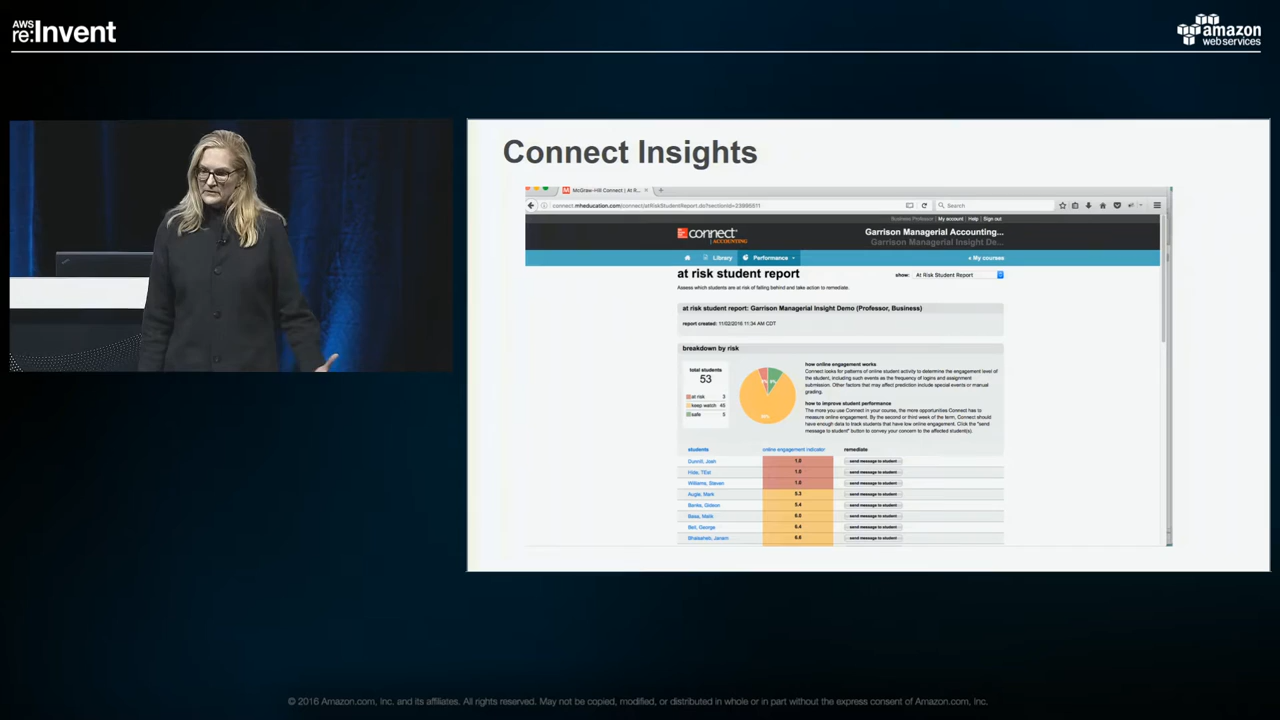 AWS
re:Invent
amazon
web services
Connect Insights
McGraw-Hill Connect | At R...
connect.mheducation.com/connect/atRiskStudentReport.do?sectionId=23995811
Search
Business Professor My account Help Sign out
connect
ACCOUNTING
Garrison Managerial Accounting...
Garrison Managerial Insight De...
Library Performance + My courses
at risk student report
show: At Risk Student Report
Assess which students are at risk of falling behind and take action to remediate.
at risk student report: Garrison Managerial Insight Demo (Professor, Business)
report created: 11/02/2016 11:34 AM CDT
breakdown by risk
total students
53
at risk 3
keep watch 45
safe 5
how online engagement works
Connect looks for patterns of online student activity to determine the engagement level of
the student, including such events as the frequency of logins and assignment
submission. Other factors that may affect prediction include special events or manual
grading.
how to improve student performance
The more you use Connect in your course, the more opportunities Connect has to
measure online engagement. By the second or third week of the term, Connect should
have enough data to track students that have low online engagement. Click the "send
message to student" button to convey your concern to the affected student(s).
students online engagement indicator remediate
Dunnill, Josh 1.0 send message to student
Hide, TEst 1.0 send message to student
Williams, Steven 1.0 send message to student
Augle, Mark 5.3 send message to student
Banks, Gideon 5.4 send message to student
Bass, Malik 6.0 send message to student
Bell, George 6.4 send message to student
6.6 send message to student
© 2016 Amazon.com, Inc. and its affiliates. All rights reserved. May not be copied, modified, or distributed in whole or in part without the express consent of Amazon.com, Inc.